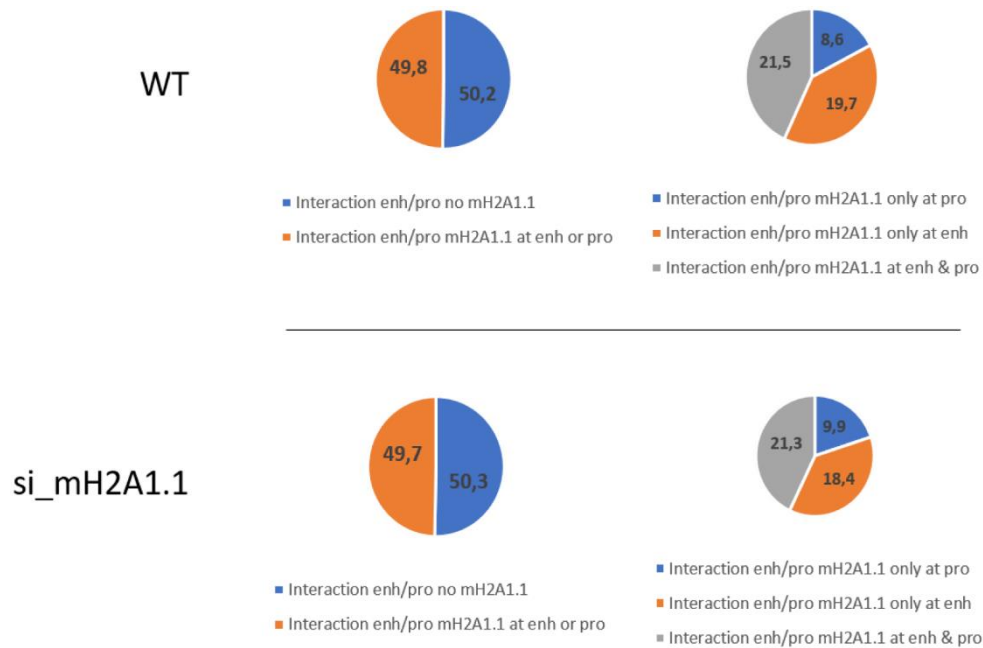 WT
49,8
50,2
8,6
21,5
19,7
Interaction enh/pro no mH2A1.1
Interaction enh/pro mH2A1.1 at enh or pro
Interaction enh/pro mH2A1.1 only at pro
Interaction enh/pro mH2A1.1 only at enh
Interaction enh/pro mH2A1.1 at enh & pro
si_mH2A1.1
49,7
50,3
9,9
21,3
18,4
Interaction enh/pro no mH2A1.1
Interaction enh/pro mH2A1.1 at enh or pro
Interaction enh/pro mH2A1.1 only at pro
Interaction enh/pro mH2A1.1 only at enh
Interaction enh/pro mH2A1.1 at enh & pro